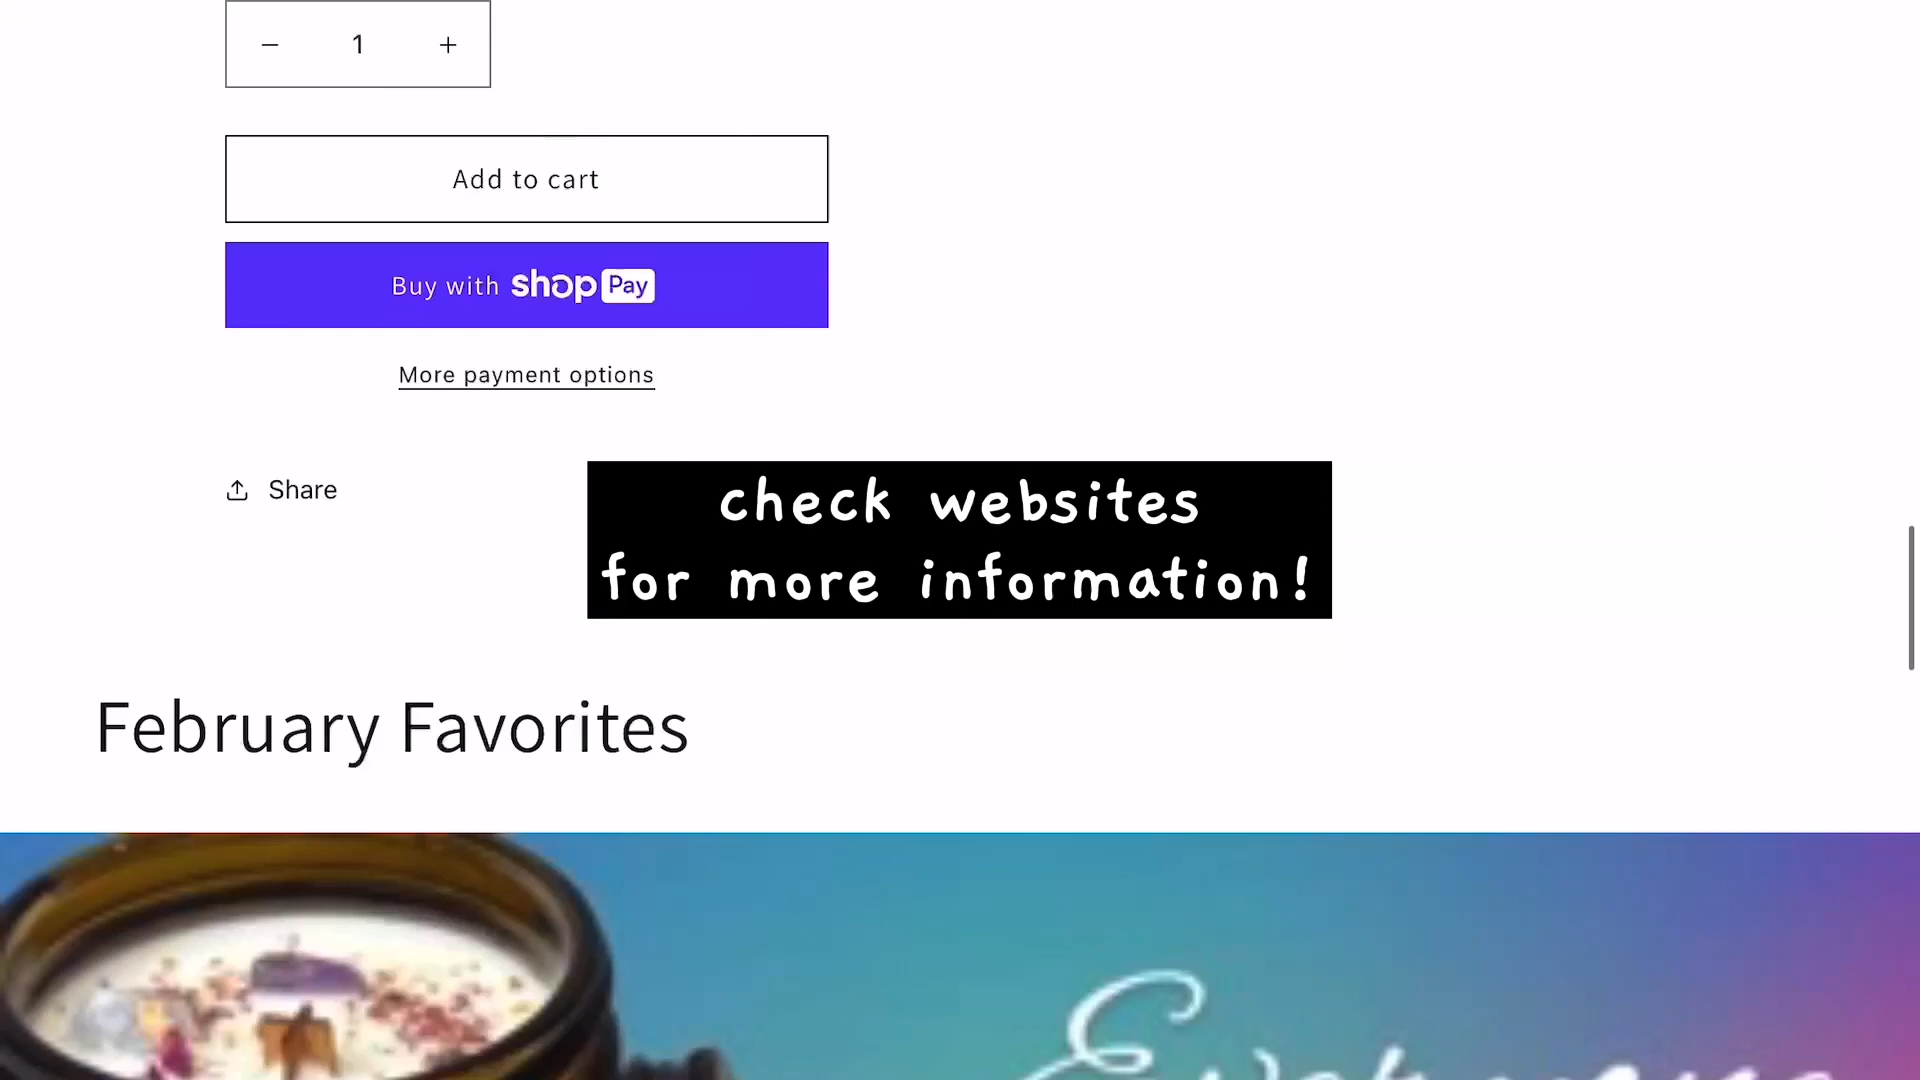 1
Add to cart
Buy with shop Pay
More payment options
Share
check websites
for more information!
February Favorites